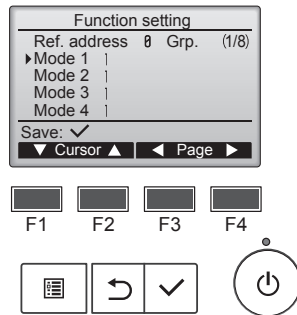 Function setting
Ref. address 0 Grp. (1/8)
Mode 1 1
Mode 2 1
Mode 3 1
Mode 4 1
Save:
Cursor Page
F1 F2 F3 F4